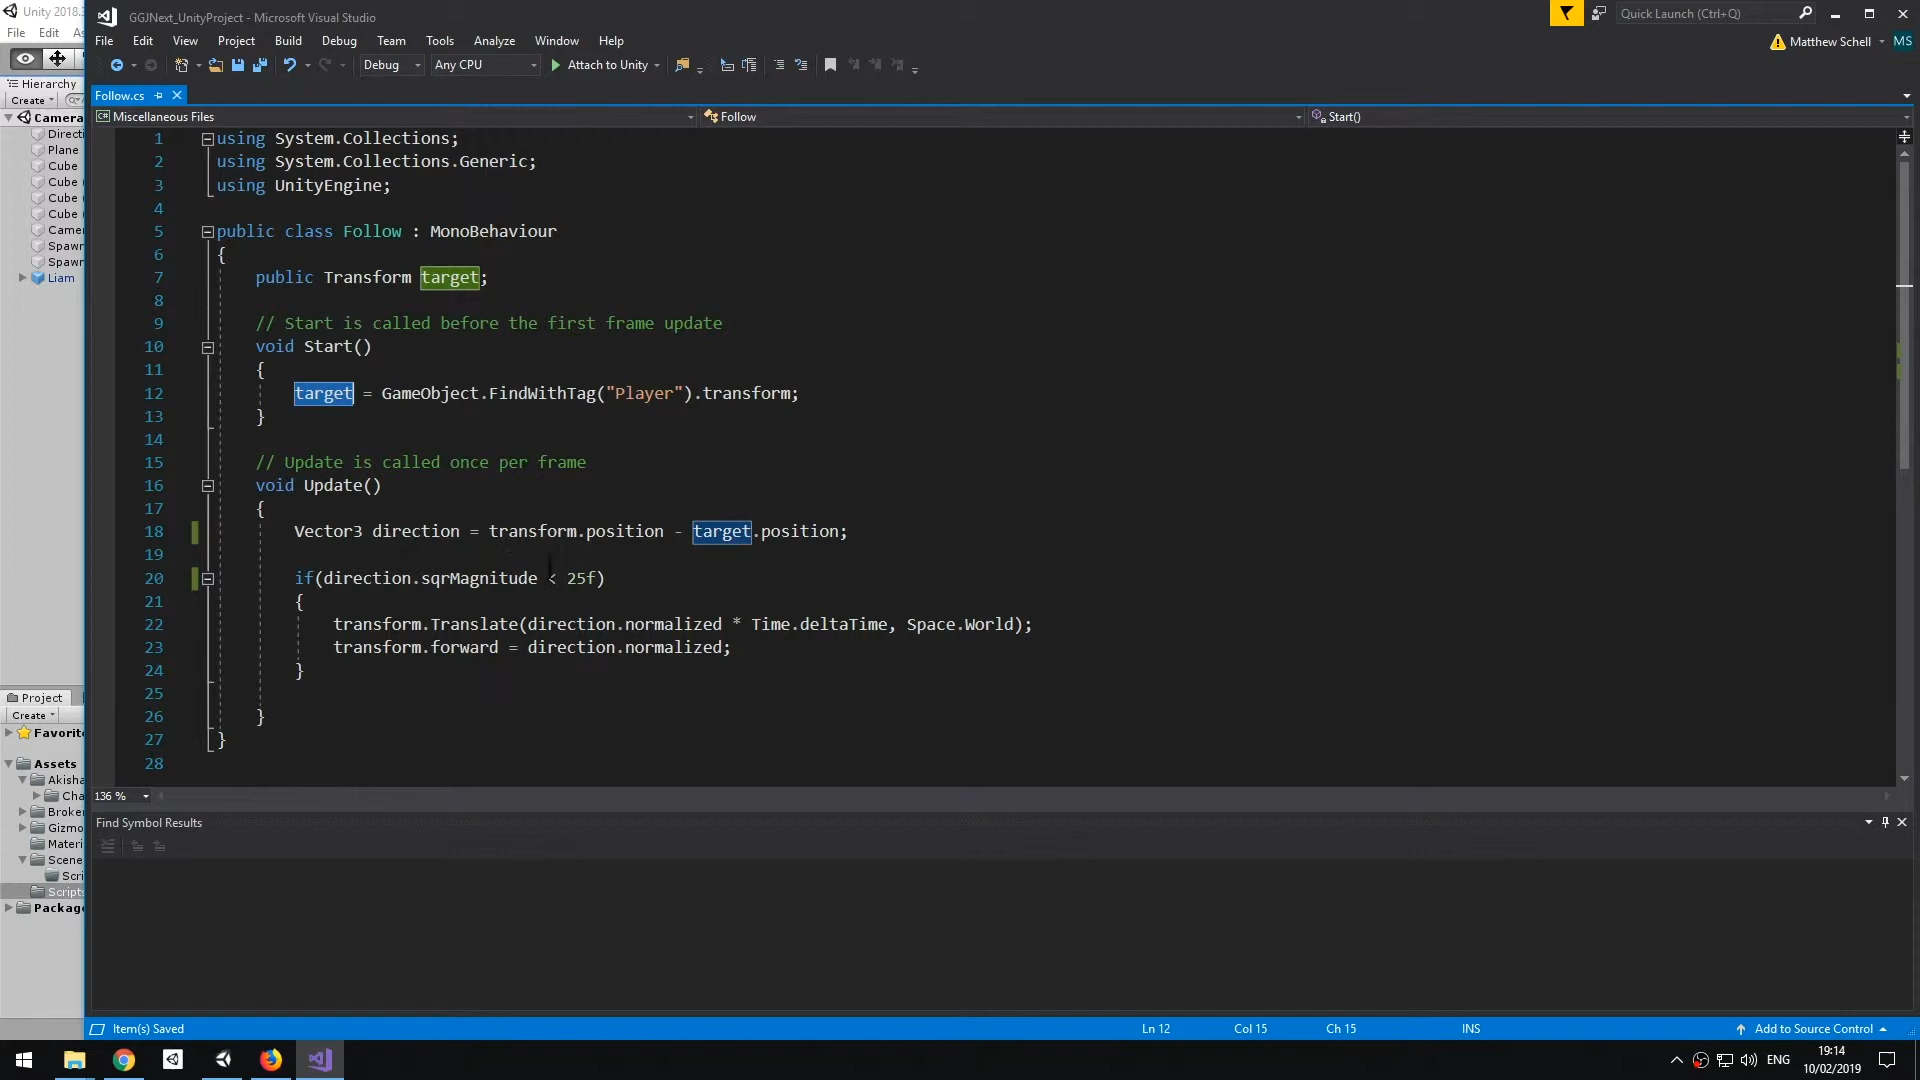 Unity 2018.
GGJNext_UnityProject - Microsoft Visual Studio
Quick Launch (Ctrl+Q)
File Edit As
File Edit View Project Build Debug Team Tools Analyze Window Help
Matthew Schell MS
Debug Any CPU Attach to Unity
Hierarchy
Create
Follow.cs
Miscellaneous Files Follow Start()
Camera
Directi
Plane
Cube
Cube (
Cube (
Cube (
Came
Spawn
Spawn
Liam
1 using System.Collections;
2 using System.Collections.Generic;
3 using UnityEngine;
4
5 public class Follow : MonoBehaviour
6 {
7 public Transform target;
8
9 // Start is called before the first frame update
10 void Start()
11 {
12 target = GameObject.FindWithTag("Player").transform;
13 }
14
15 // Update is called once per frame
16 void Update()
17 {
18 Vector3 direction = transform.position - target.position;
19
20 if(direction.sqrMagnitude < 25f)
21 {
22 transform.Translate(direction.normalized * Time.deltaTime, Space.World);
23 transform.forward = direction.normalized;
24 }
25
26 }
27 }
28
136 %
Project
Create
Favorite
Assets
Akisha
Cha
Broke
Gizmo
Materi
Scene
Scri
Scripts
Package
Find Symbol Results
Item(s) Saved Ln 12 Col 15 Ch 15 INS Add to Source Control
ENG
19:14
10/02/2019